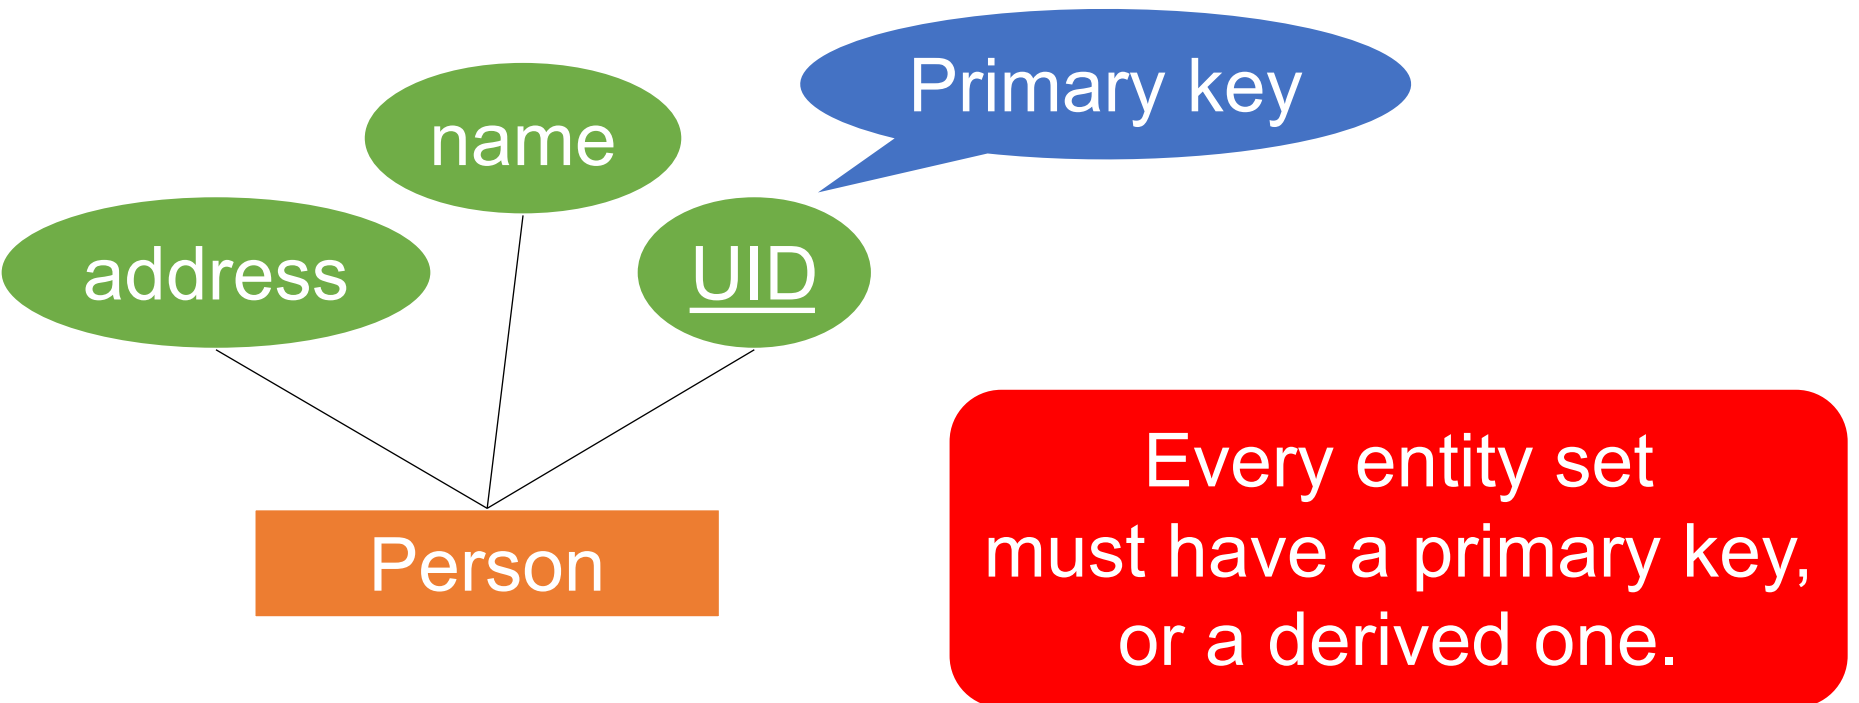 Primary key
name
address
UID
Person
Every entity set
must have a primary key,
or a derived one.